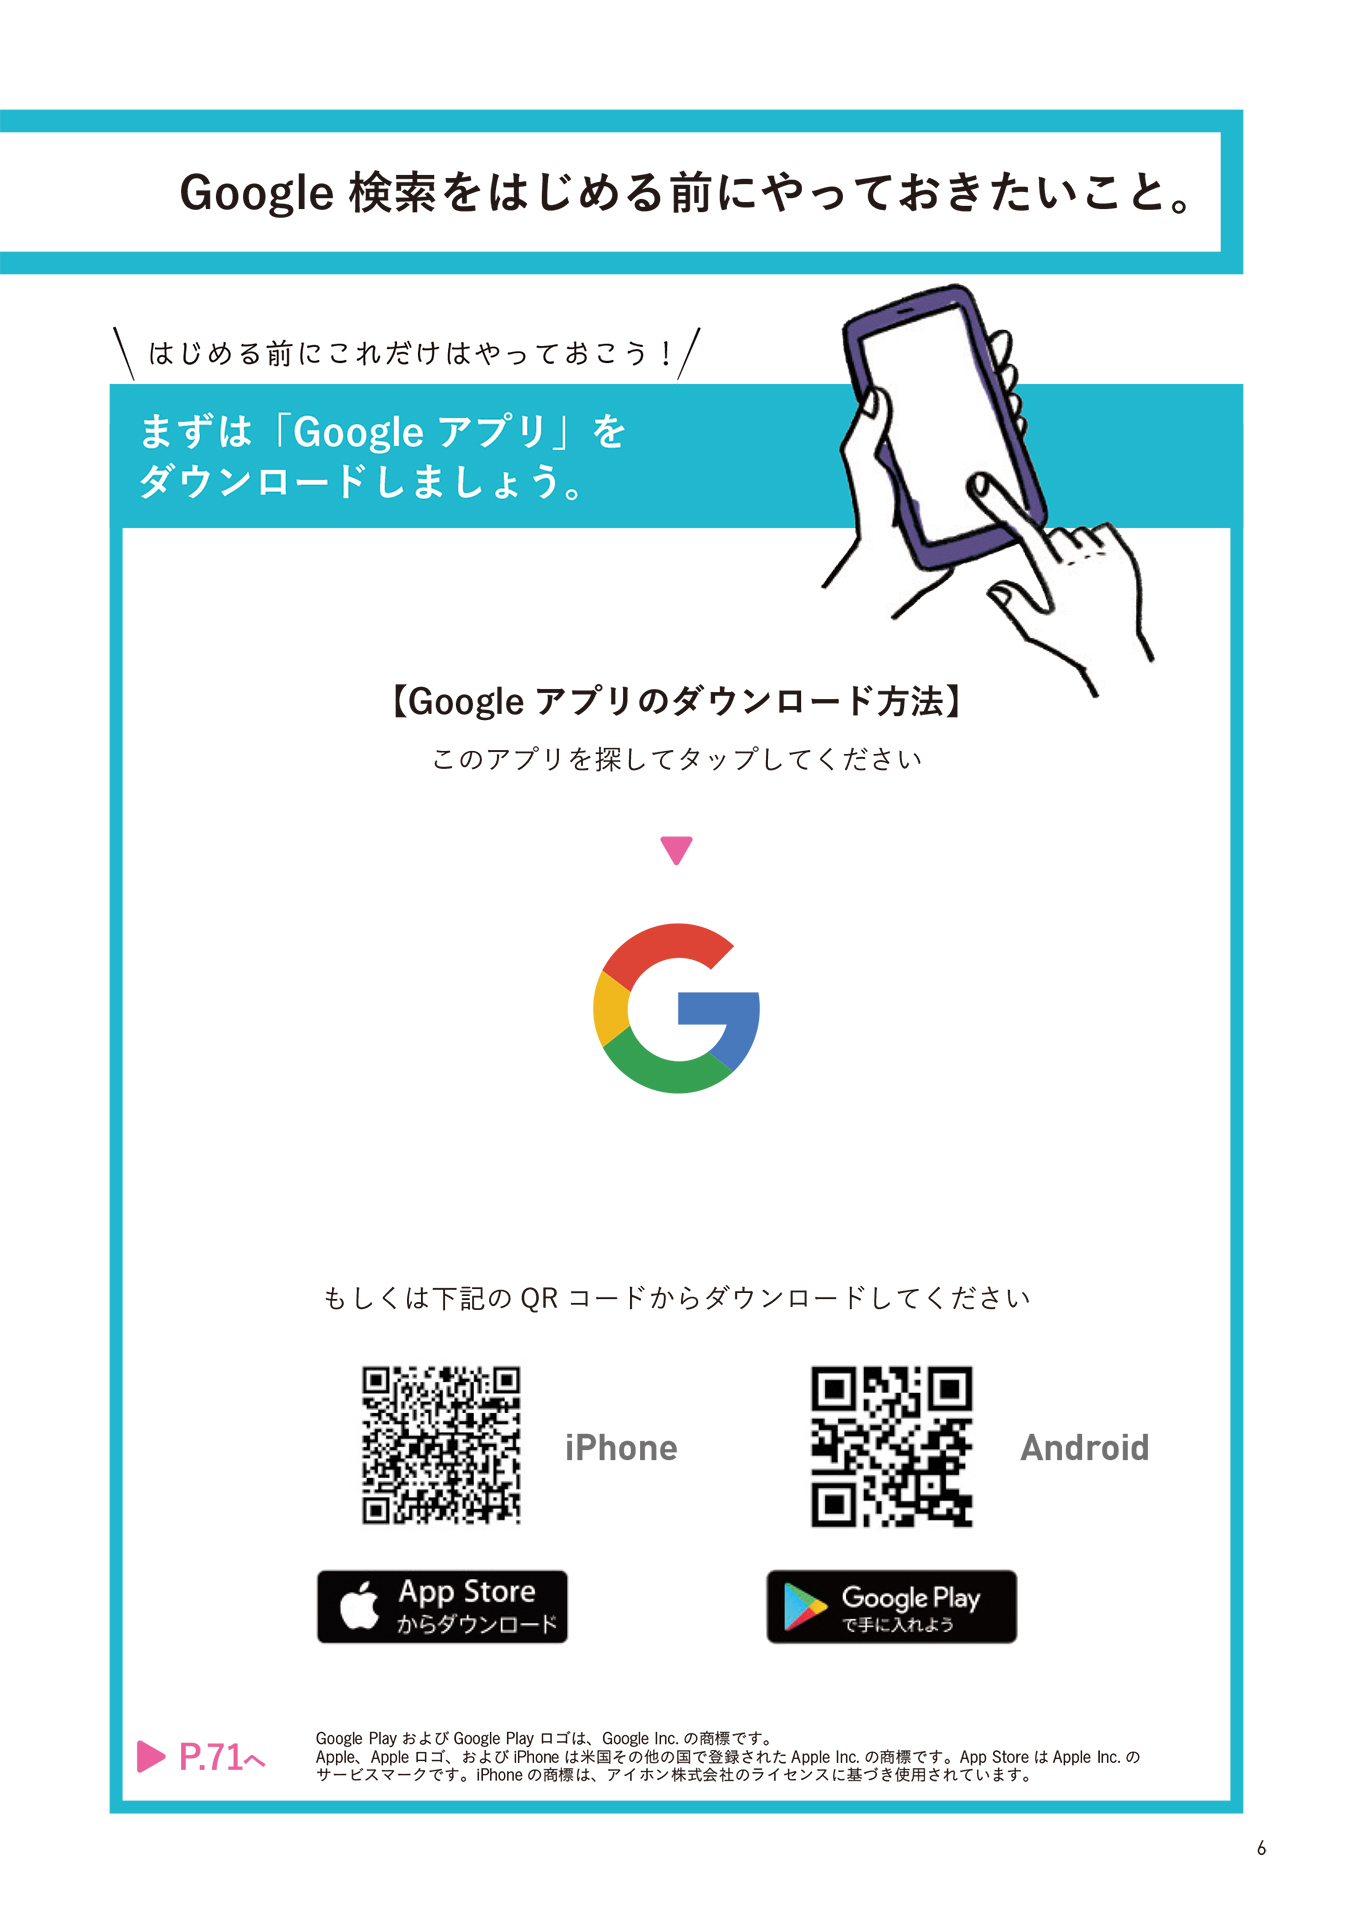 Google 検索をはじめる前にやっておきたいこと。
はじめる前にこれだけはやっておこう！
まずは「Google アプリ」を
ダウンロードしましょう。
【Google アプリのダウンロード方法】
このアプリを探してタップしてください
もしくは下記の QR コードからダウンロードしてください
iPhone
Android
App Store
からダウンロード
Google Play
で手に入れよう
P.71へ
Google Play および Google Play ロゴは、Google Inc. の商標です。
Apple、Apple ロゴ、および iPhone は米国その他の国で登録された Apple Inc. の商標です。App Store は Apple Inc. の
サービスマークです。iPhone の商標は、アイホン株式会社のライセンスに基づき使用されています。
6